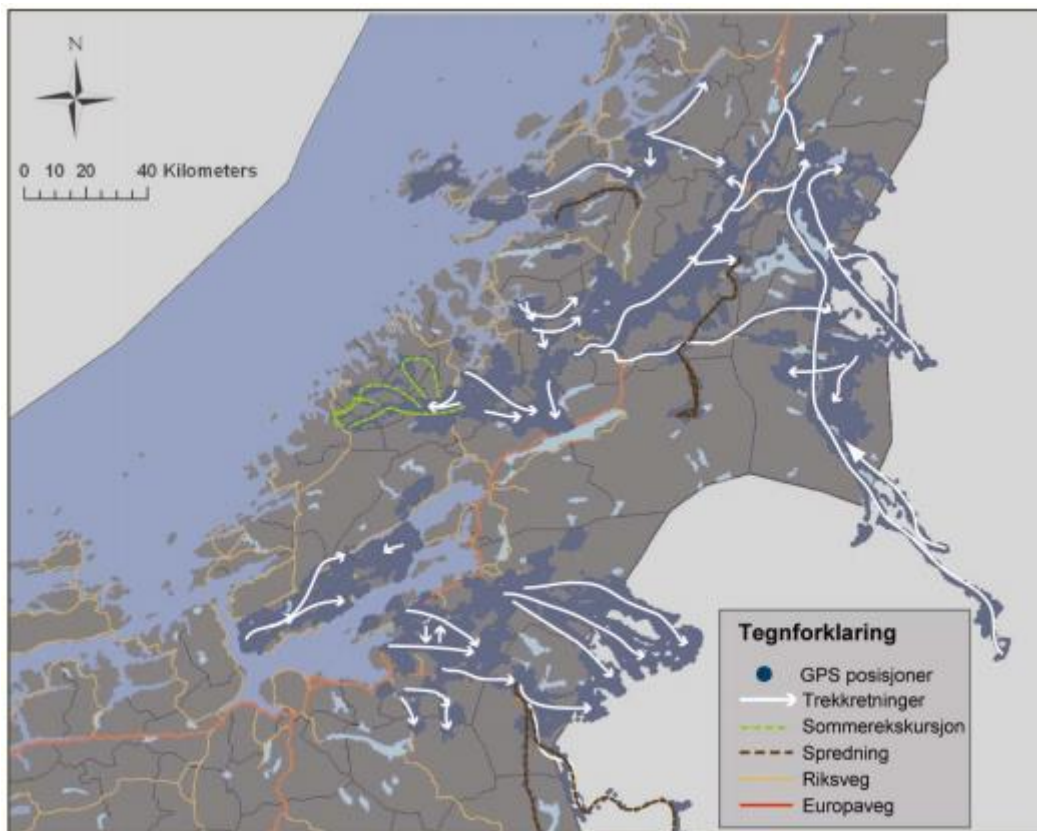 N
0 10 20 40 Kilometers
Tegnforklaring
GPS posisjoner
Trekkretninger
Sommerekskursjon
Spredning
Riksveg
Europaveg